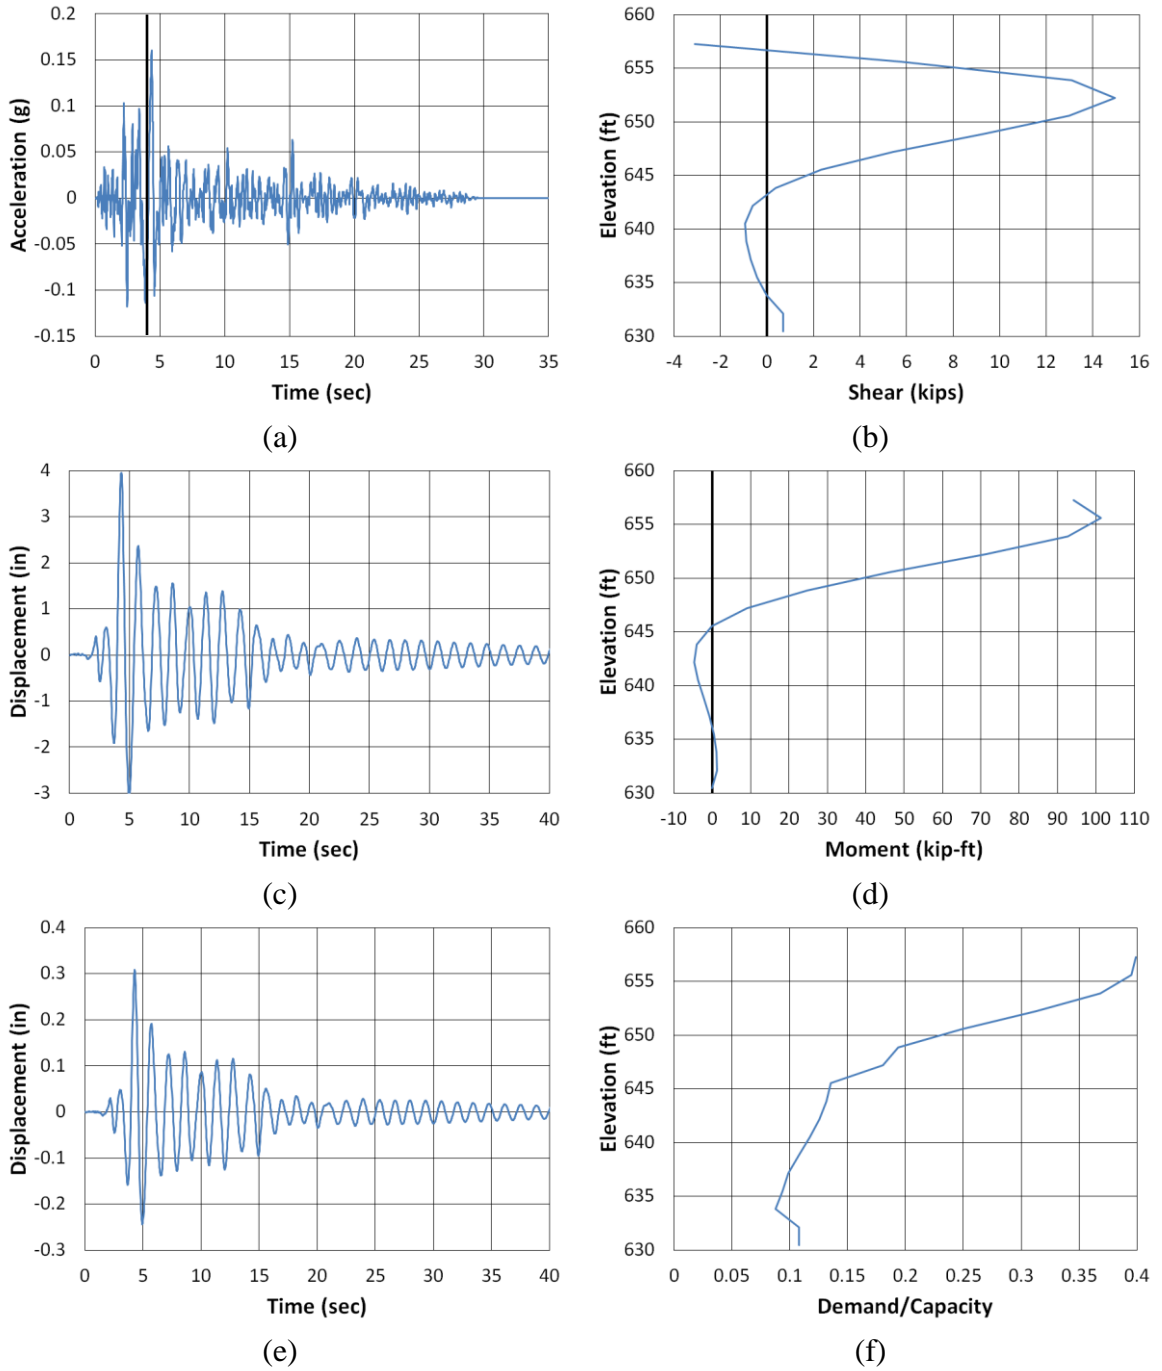 0.2
0.15
0.1
0.05
0
-0.05
-0.1
-0.15
Acceleration (g)
0 5 10 15 20 25 30 35
Time (sec)
(a)
660
655
650
645
640
635
630
Elevation (ft)
-4 -2 0 2 4 6 8 10 12 14 16
Shear (kips)
(b)
4
3
2
1
0
-1
-2
-3
Displacement (in)
0 5 10 15 20 25 30 35 40
Time (sec)
(c)
660
655
650
645
640
635
630
Elevation (ft)
-10 0 10 20 30 40 50 60 70 80 90 100 110
Moment (kip-ft)
(d)
0.4
0.3
0.2
0.1
0
-0.1
-0.2
-0.3
Displacement (in)
0 5 10 15 20 25 30 35 40
Time (sec)
(e)
660
655
650
645
640
635
630
Elevation (ft)
0 0.05 0.1 0.15 0.2 0.25 0.3 0.35 0.4
Demand/Capacity
(f)